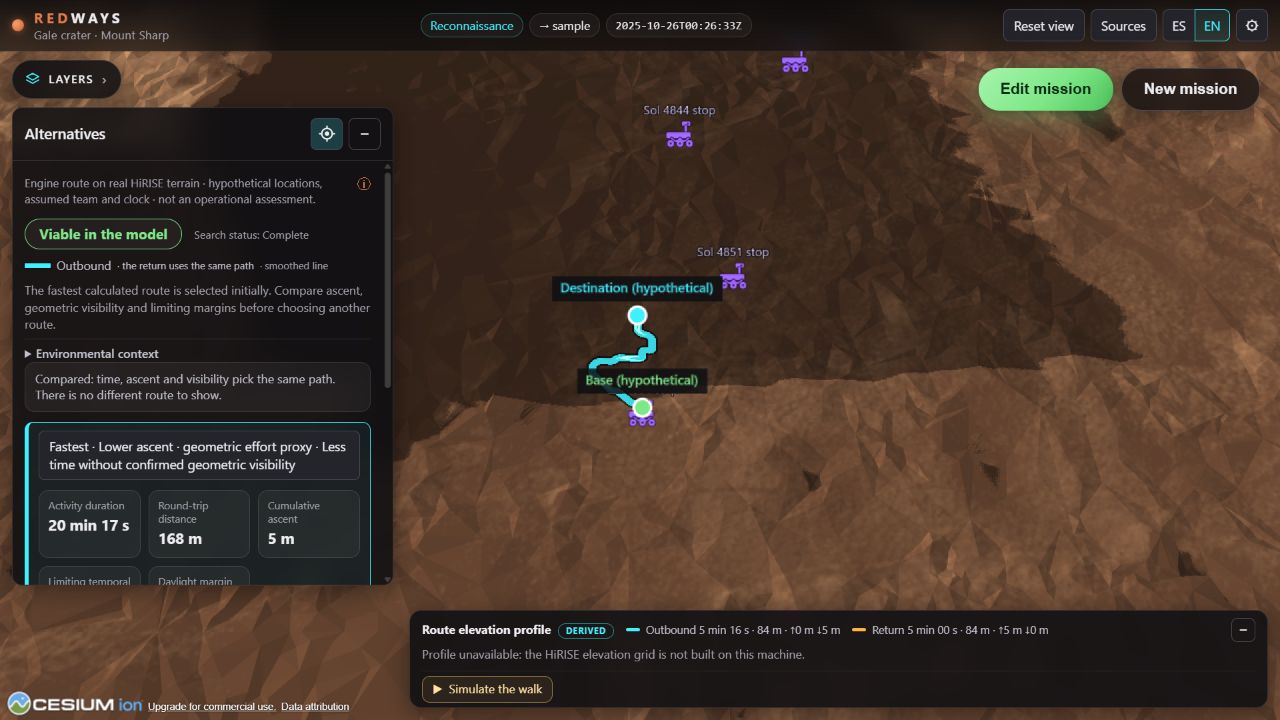 REDWAYS
Gale crater · Mount Sharp
Reconnaissance
→ sample
2025-10-26T00:26:33Z
Reset view
Sources
ES
EN
LAYERS ›
Edit mission
New mission
Alternatives
Engine route on real HiRISE terrain · hypothetical locations,
assumed team and clock · not an operational assessment.
Viable in the model
Search status: Complete
Outbound · the return uses the same path · smoothed line
The fastest calculated route is selected initially. Compare ascent,
geometric visibility and limiting margins before choosing another
route.
Environmental context
Compared: time, ascent and visibility pick the same path.
There is no different route to show.
Fastest · Lower ascent · geometric effort proxy · Less
time without confirmed geometric visibility
Activity duration
20 min 17 s
Round-trip
distance
168 m
Cumulative
ascent
5 m
Limiting temporal
Daylight margin
Sol 4844 stop
Sol 4851 stop
Destination (hypothetical)
Base (hypothetical)
Route elevation profile
DERIVED
Outbound 5 min 16 s · 84 m · ↑0 m ↓5 m
Return 5 min 00 s · 84 m · ↑5 m ↓0 m
Profile unavailable: the HiRISE elevation grid is not built on this machine.
▶ Simulate the walk
CESIUM ion
Upgrade for commercial use.
Data attribution